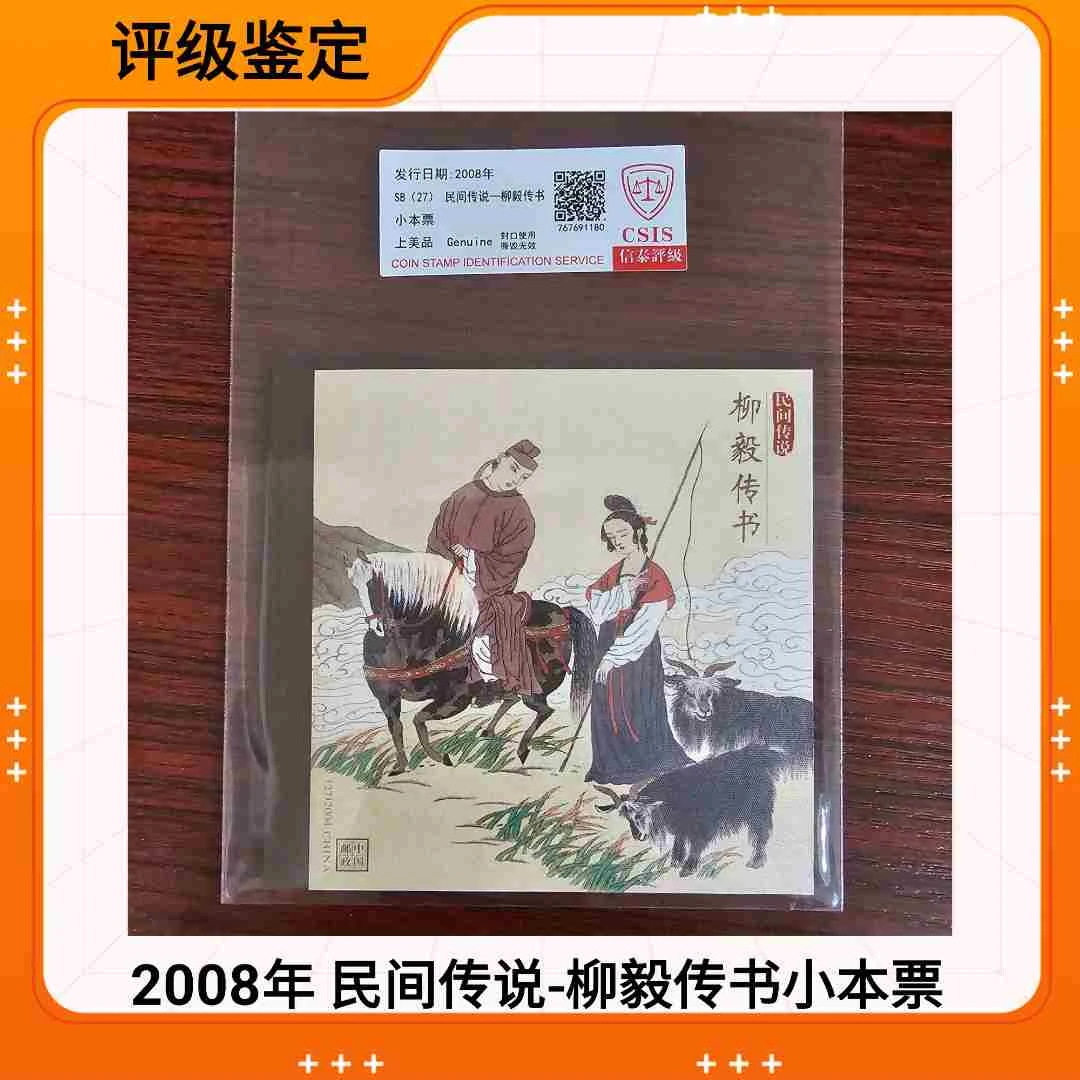 评级鉴定
发行日期:2008年
SB（27） 民间传说一柳毅传书
小本票
上美品 Genuine 封口使用
撕毁无效
COIN STAMP IDENTIFICATION SERVICE
767691180
CSIS
信泰評級
民间传说
柳毅传书
中国
邮政
2008年 民间传说-柳毅传书小本票